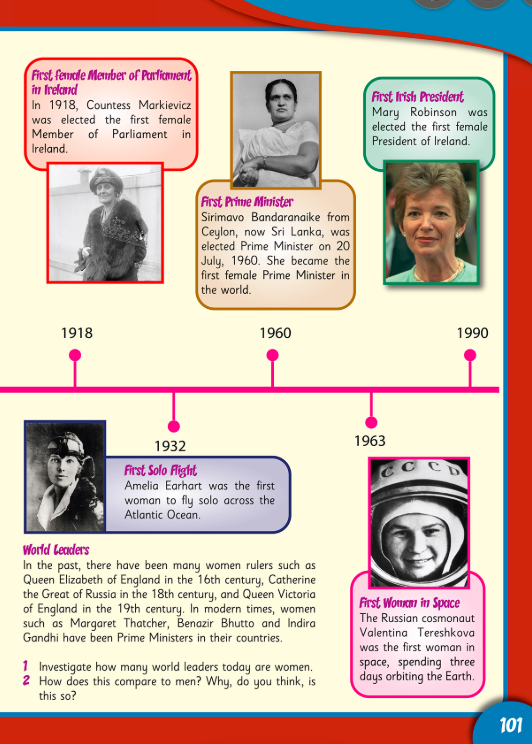 First female Member of Parliament
in Ireland
In 1918, Countess Markievicz
was elected the first female
Member of Parliament in
Ireland.
First Prime Minister
Sirimavo Bandaranaike from
Ceylon, now Sri Lanka, was
elected Prime Minister on 20
July, 1960. She became the
first female Prime Minister in
the world.
First Irish President
Mary Robinson was
elected the first female
President of Ireland.
1918
1960
1990
1932
1963
First Solo Flight
Amelia Earhart was the first
woman to fly solo across the
Atlantic Ocean.
CCCP
First Woman in Space
The Russian cosmonaut
Valentina Tereshkova
was the first woman in
space, spending three
days orbiting the Earth.
World Leaders
In the past, there have been many women rulers such as
Queen Elizabeth of England in the 16th century, Catherine
the Great of Russia in the 18th century, and Queen Victoria
of England in the 19th century. In modern times, women
such as Margaret Thatcher, Benazir Bhutto and Indira
Gandhi have been Prime Ministers in their countries.
1 Investigate how many world leaders today are women.
2 How does this compare to men? Why, do you think, is
this so?
101